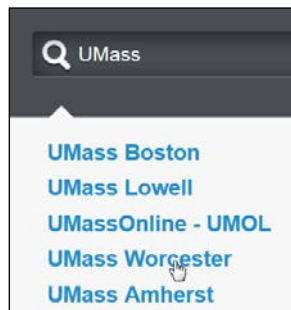 UMass
UMass Boston
UMass Lowell
UMassOnline - UMOL
UMass Worcester
UMass Amherst